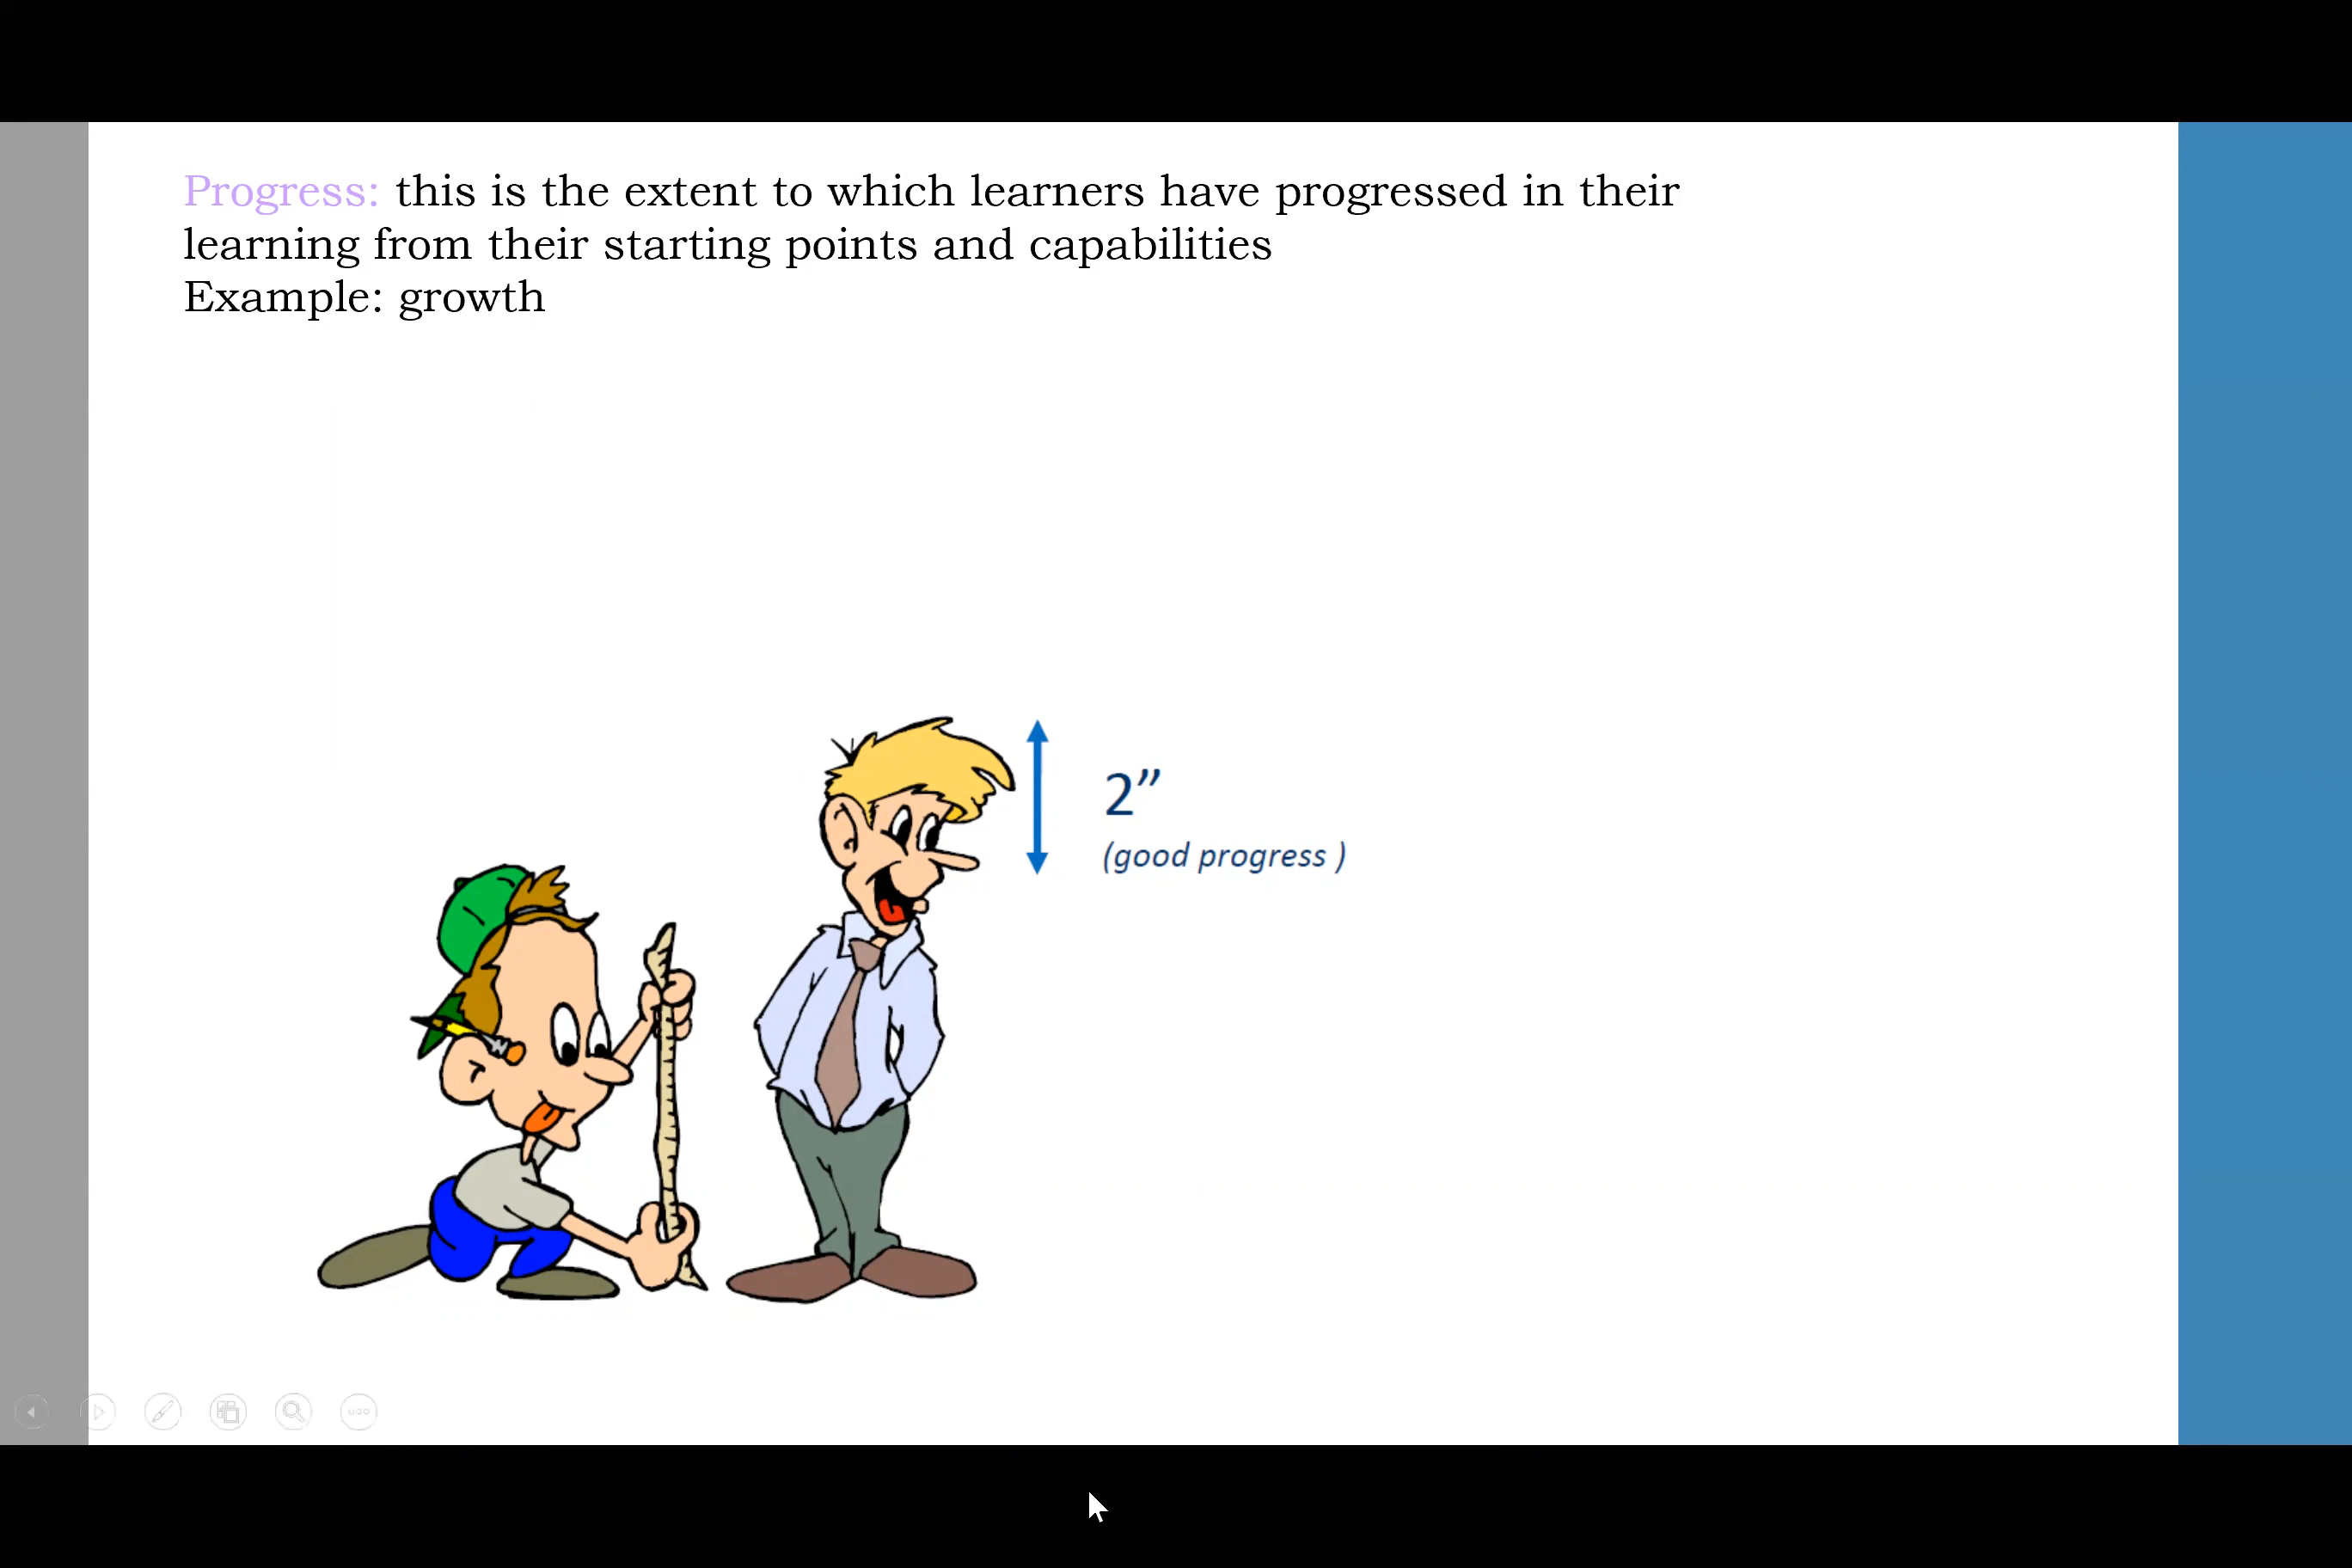 Progress: this is the extent to which learners have progressed in their
learning from their starting points and capabilities
Example: growth
2”
(good progress )